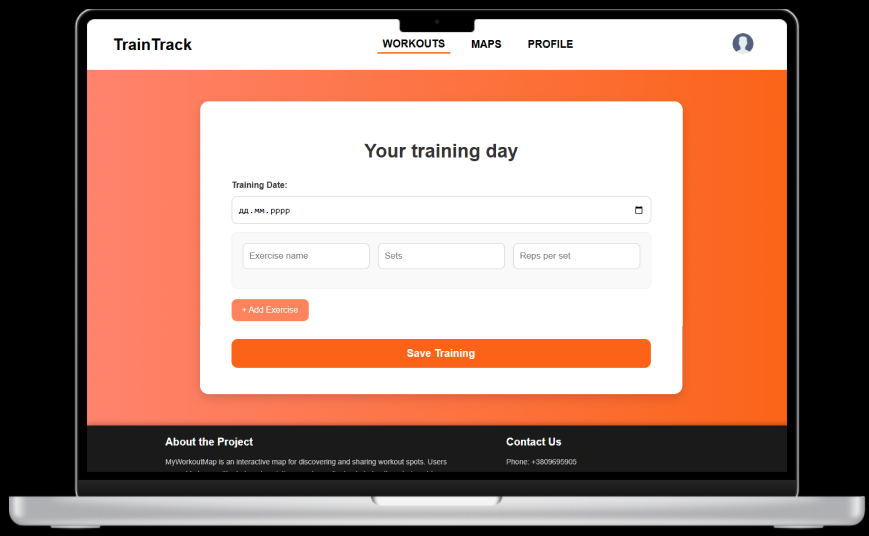 TrainTrack
WORKOUTS MAPS PROFILE
Your training day
Training Date:
дд.мм.рррр
Exercise name Sets Reps per set
+ Add Exercise
Save Training
About the Project Contact Us
MyWorkoutMap is an interactive map for discovering and sharing workout spots. Users Phone: +3809695905